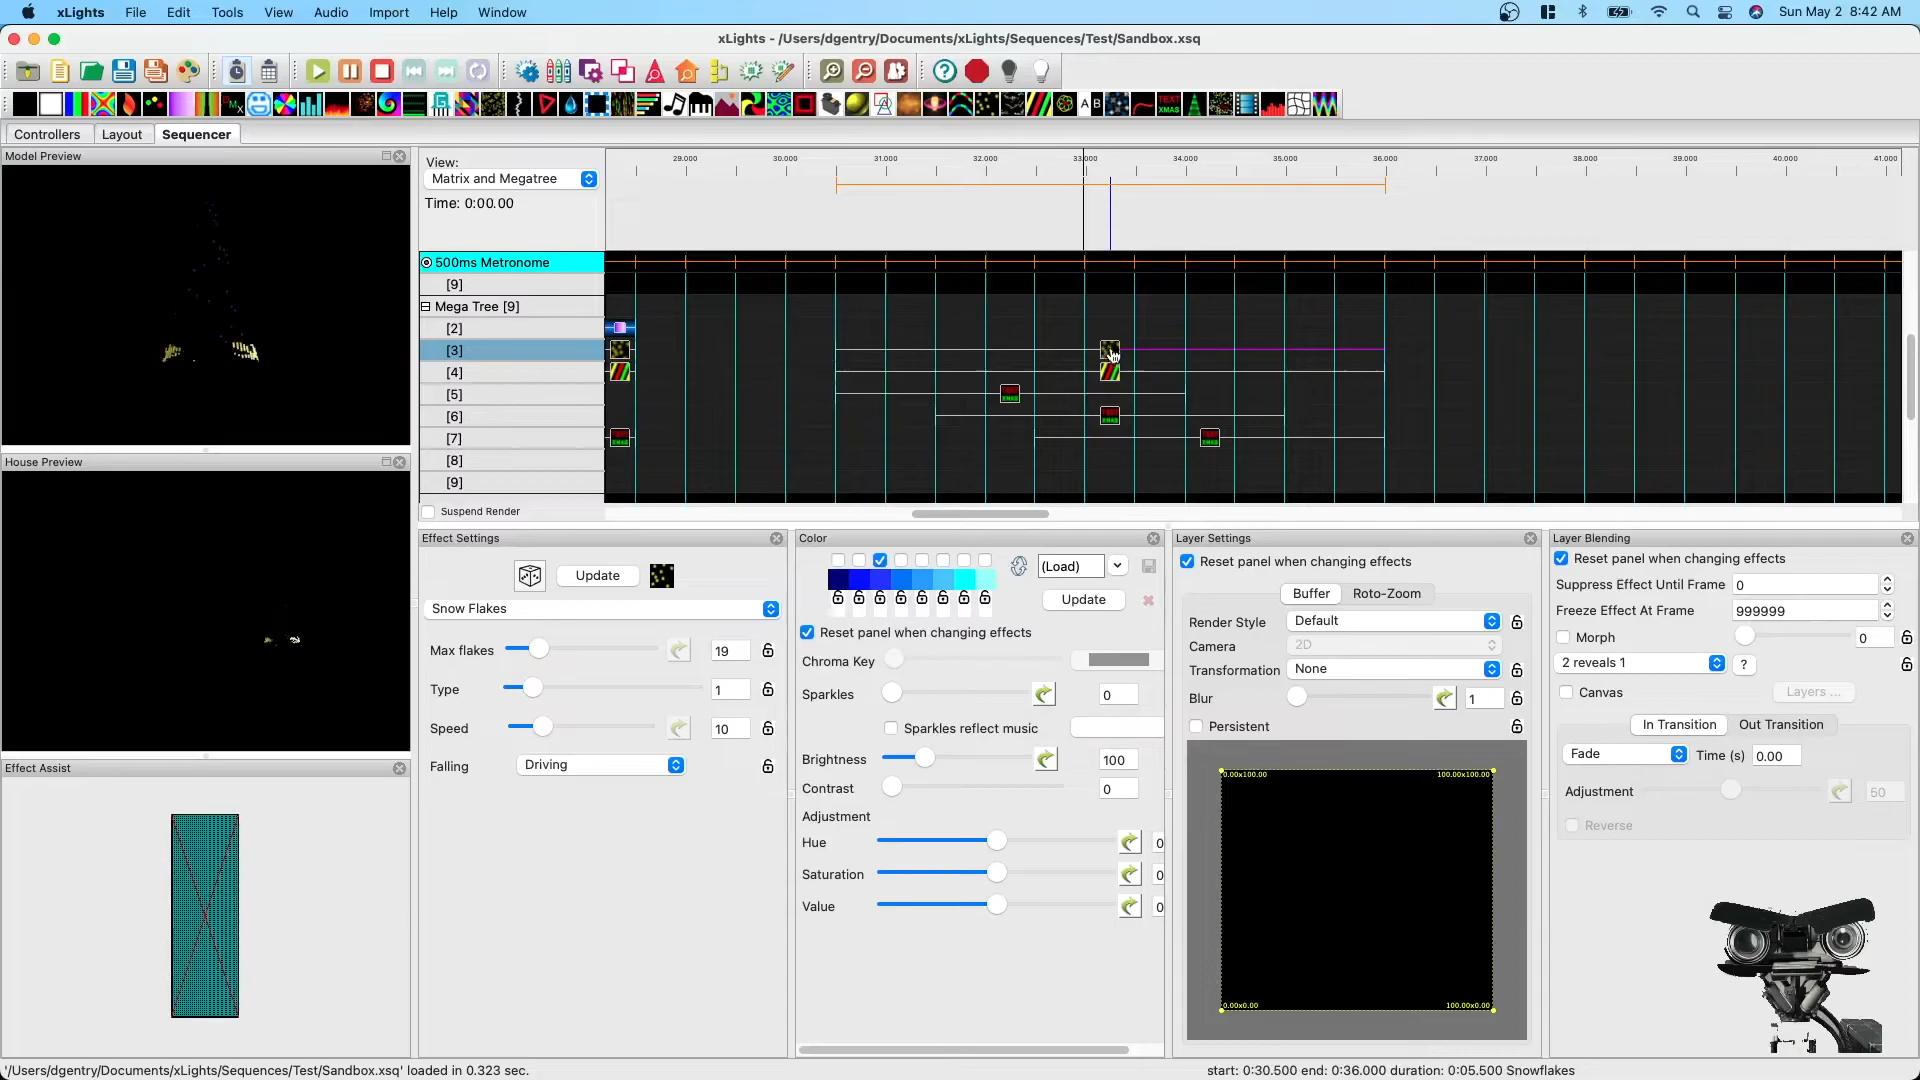 xLights File Edit Tools View Audio Import Help Window Sun May 2 8:42 AM
xLights - /Users/dgentry/Documents/xLights/Sequences/Test/Sandbox.xsq
Controllers Layout Sequencer
Model Preview
View:
Matrix and Megatree
Time: 0:00.00
29.000 30.000 31.000 32.000 33.000 34.000 35.000 36.000 37.000 38.000 39.000 40.000 41.000
500ms Metronome
[9]
Mega Tree [9]
[2]
[3]
[4]
[5]
[6]
[7]
[8]
[9]
Suspend Render
House Preview
Effect Assist
Effect Settings
Update
Snow Flakes
Max flakes 19
Type 1
Speed 10
Falling Driving
Color
(Load)
Update
Reset panel when changing effects
Chroma Key
Sparkles 0
Sparkles reflect music
Brightness 100
Contrast 0
Adjustment
Hue 0
Saturation 0
Value 0
Layer Settings
Reset panel when changing effects
Buffer Roto-Zoom
Render Style Default
Camera 2D
Transformation None
Blur 1
Persistent
0.00x100.00 100.00x100.00
0.00x0.00 100.00x0.00
Layer Blending
Reset panel when changing effects
Suppress Effect Until Frame 0
Freeze Effect At Frame 999999
Morph 0
2 reveals 1 ?
Canvas Layers ...
In Transition Out Transition
Fade Time (s) 0.00
Adjustment 50
Reverse
'/Users/dgentry/Documents/xLights/Sequences/Test/Sandbox.xsq' loaded in 0.323 sec.
start: 0:30.500 end: 0:36.000 duration: 0:05.500 Snowflakes